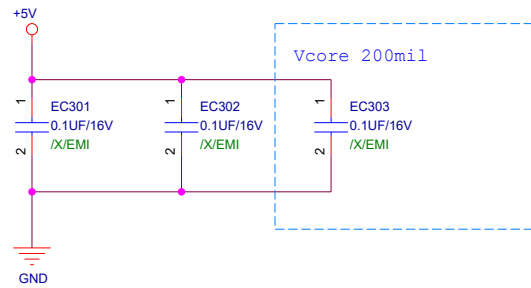 +5V
Vcore 200mil
1
EC301
0.1UF/16V
/X/EMI
2
1
EC302
0.1UF/16V
/X/EMI
2
1
EC303
0.1UF/16V
/X/EMI
2
GND